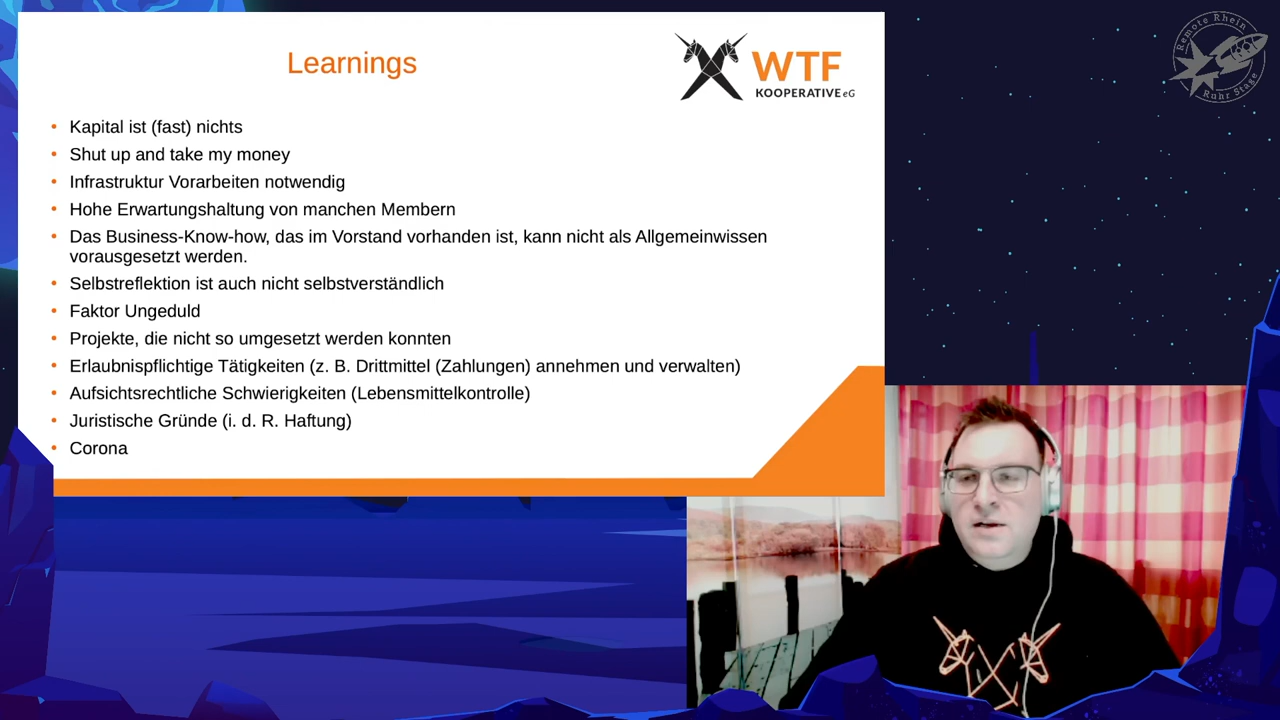 Learnings
WTF
KOOPERATIVE eG
• Kapital ist (fast) nichts
• Shut up and take my money
• Infrastruktur Vorarbeiten notwendig
• Hohe Erwartungshaltung von manchen Membern
• Das Business-Know-how, das im Vorstand vorhanden ist, kann nicht als Allgemeinwissen
vorausgesetzt werden.
• Selbstreflektion ist auch nicht selbstverständlich
• Faktor Ungeduld
• Projekte, die nicht so umgesetzt werden konnten
• Erlaubnispflichtige Tätigkeiten (z. B. Drittmittel (Zahlungen) annehmen und verwalten)
• Aufsichtsrechtliche Schwierigkeiten (Lebensmittelkontrolle)
• Juristische Gründe (i. d. R. Haftung)
• Corona
Remote Rhein
Ruhr Stage